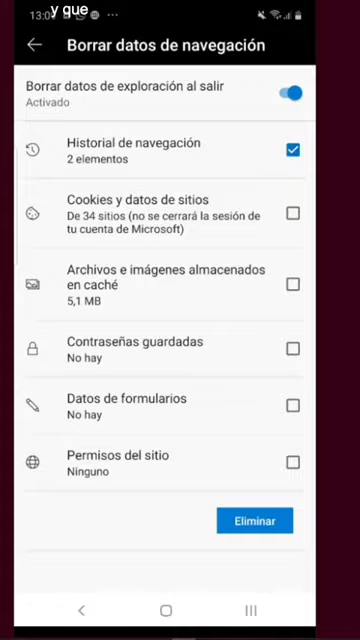 y que
Borrar datos de navegación
Borrar datos de exploración al salir
Activado
Historial de navegación
2 elementos
Cookies y datos de sitios
De 34 sitios (no se cerrará la sesión de
tu cuenta de Microsoft)
Archivos e imágenes almacenados
en caché
5,1 MB
Contraseñas guardadas
No hay
Datos de formularios
No hay
Permisos del sitio
Ninguno
Eliminar